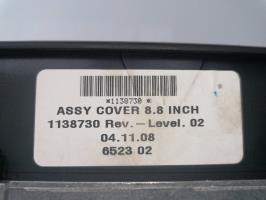 *1138730 *
ASSY COVER 8.8 INCH
1138730 Rev.-Level. 02
04.11.08
6523 02